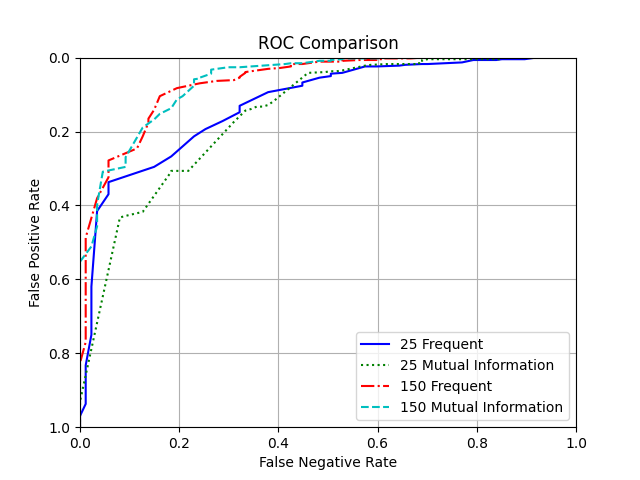 ROC Comparison
False Positive Rate
0.0
0.2
0.4
0.6
0.8
1.0
0.0 0.2 0.4 0.6 0.8 1.0
False Negative Rate
25 Frequent
25 Mutual Information
150 Frequent
150 Mutual Information